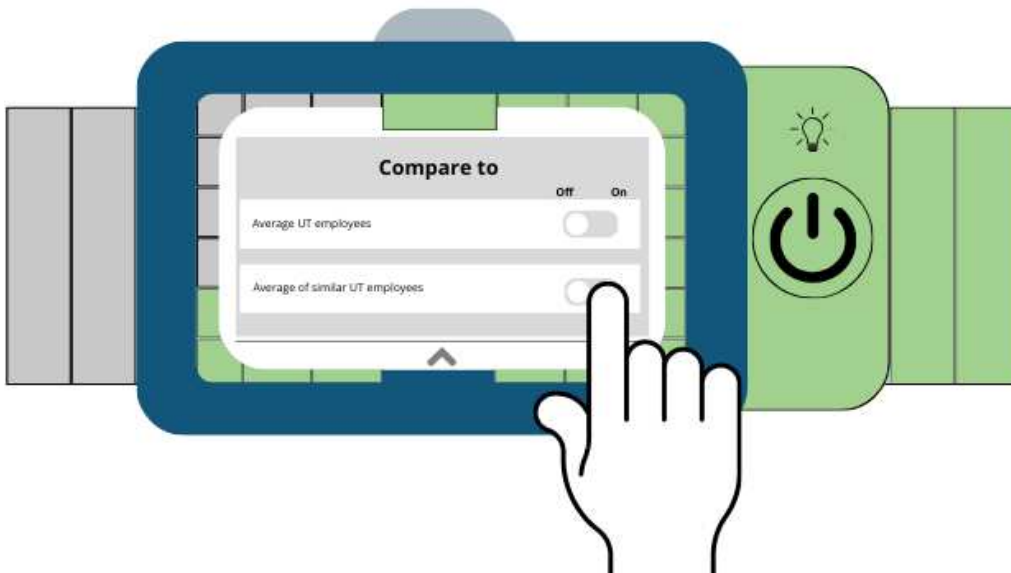 Compare to
Off On
Average UT employees
Average of similar UT employees